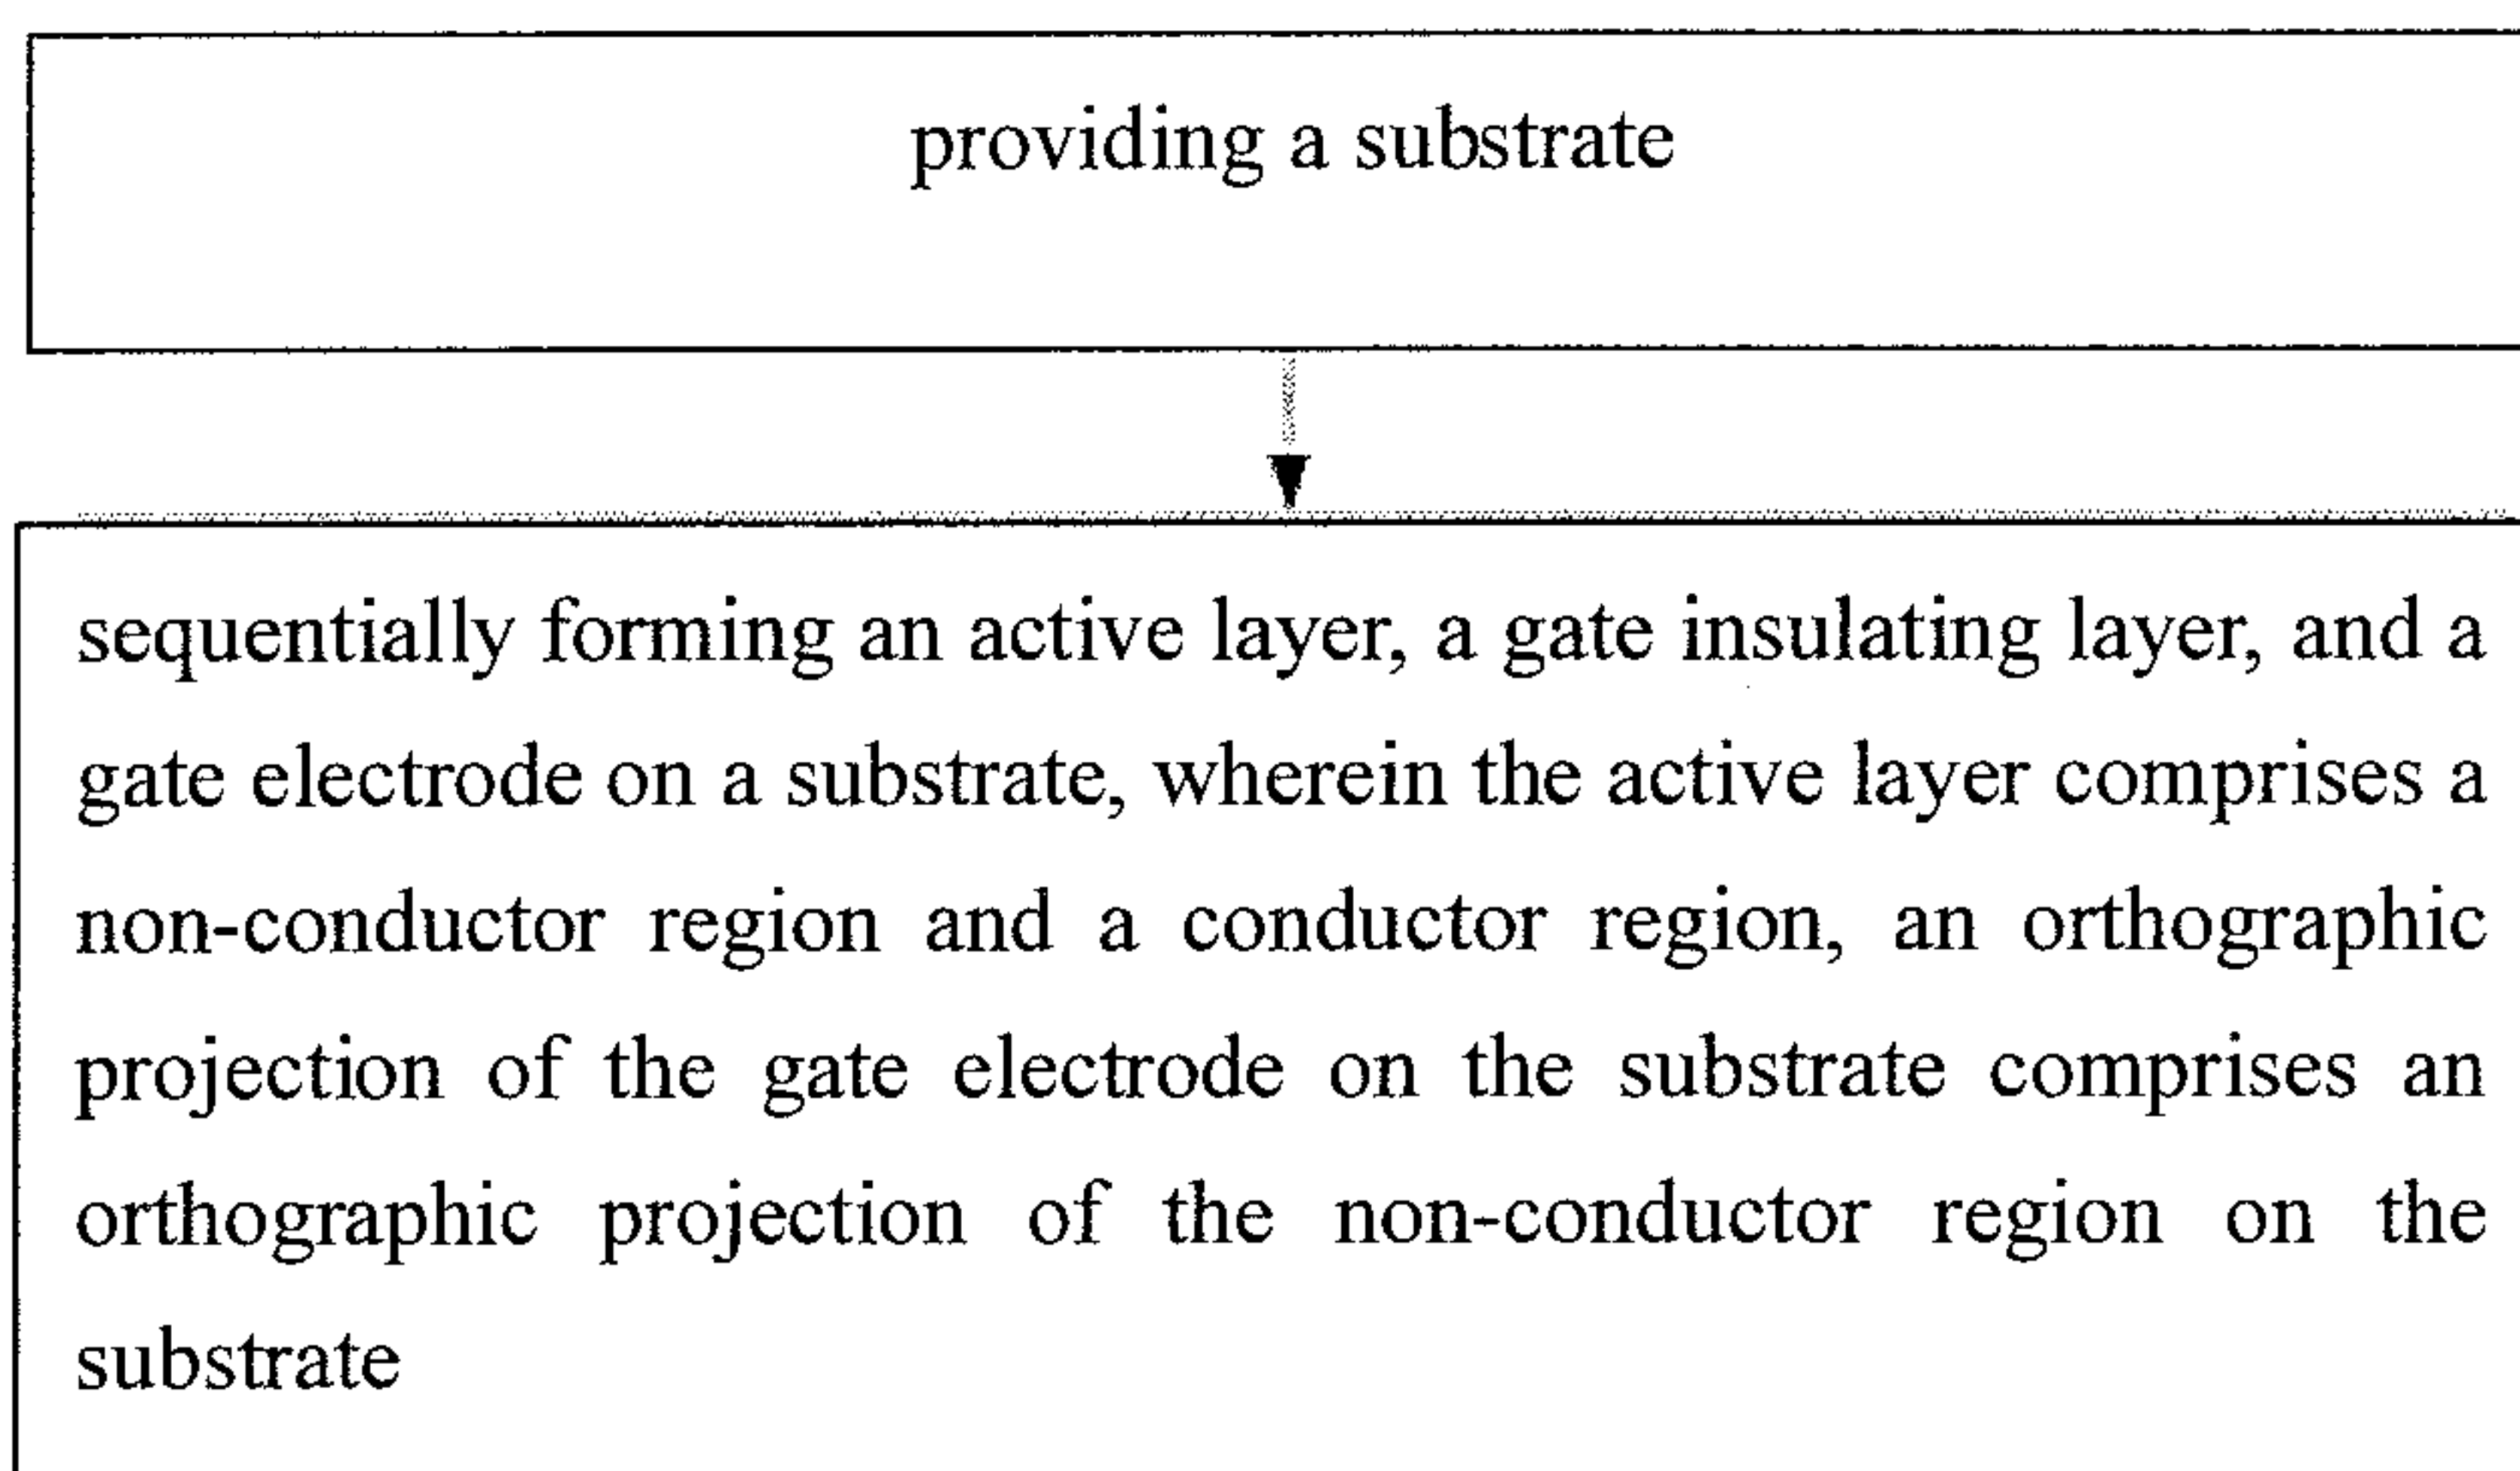 providing a substrate
sequentially forming an active layer, a gate insulating layer, and a
gate electrode on a substrate, wherein the active layer comprises a
non-conductor region and a conductor region, an orthographic
projection of the gate electrode on the substrate comprises an
orthographic projection of the non-conductor region on the
substrate